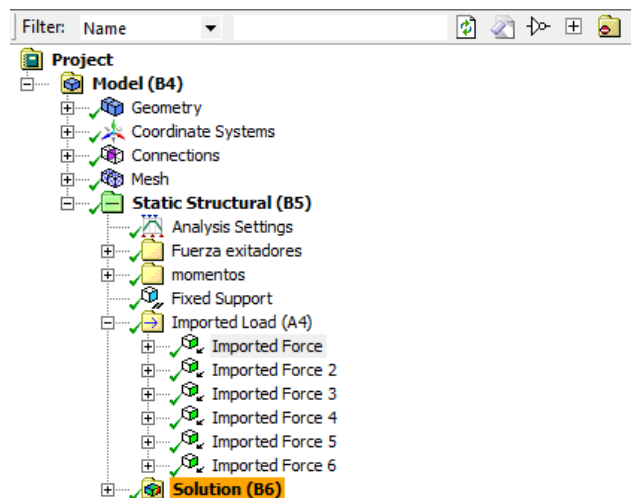 Filter: Name
Project
Model (B4)
Geometry
Coordinate Systems
Connections
Mesh
Static Structural (B5)
Analysis Settings
Fuerza exitadores
momentos
Fixed Support
Imported Load (A4)
Imported Force
Imported Force 2
Imported Force 3
Imported Force 4
Imported Force 5
Imported Force 6
Solution (B6)